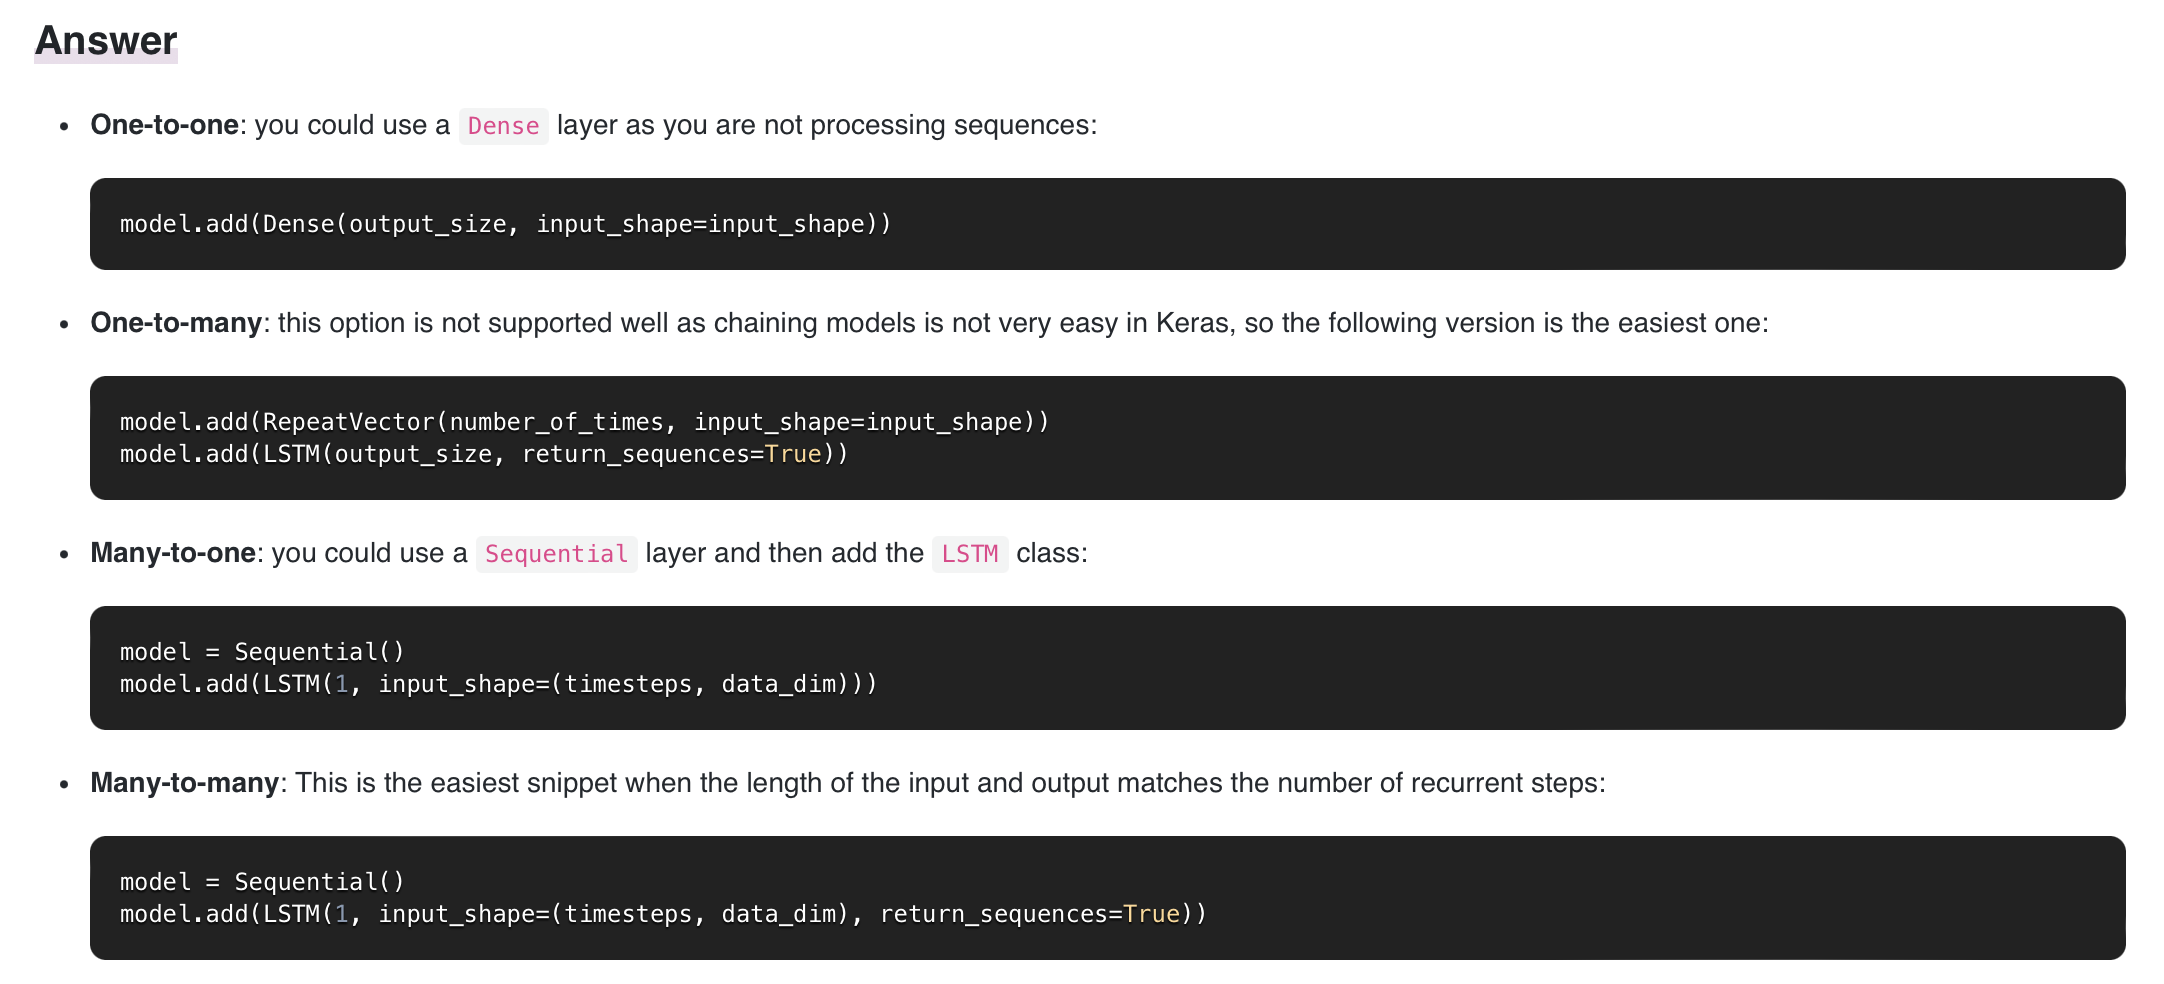 Answer
• One-to-one: you could use a Dense layer as you are not processing sequences:
model.add(Dense(output_size, input_shape=input_shape))
• One-to-many: this option is not supported well as chaining models is not very easy in Keras, so the following version is the easiest one:
model.add(RepeatVector(number_of_times, input_shape=input_shape))
model.add(LSTM(output_size, return_sequences=True))
• Many-to-one: you could use a Sequential layer and then add the LSTM class:
model = Sequential()
model.add(LSTM(1, input_shape=(timesteps, data_dim)))
• Many-to-many: This is the easiest snippet when the length of the input and output matches the number of recurrent steps:
model = Sequential()
model.add(LSTM(1, input_shape=(timesteps, data_dim), return_sequences=True))